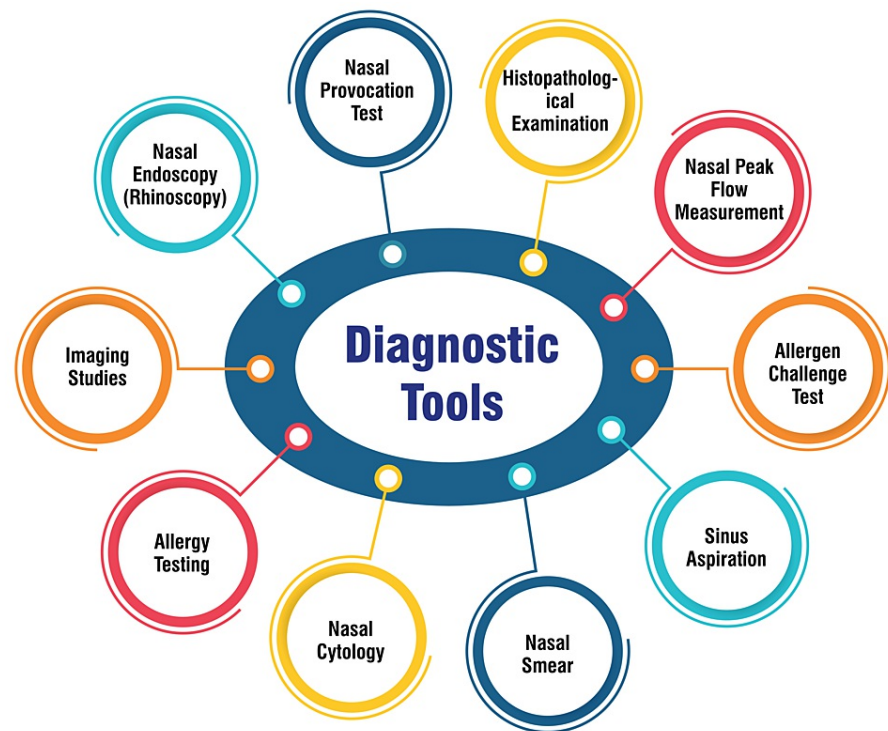 Nasal
Provocation
Test
Histopatholog-
ical
Examination
Nasal
Endoscopy
(Rhinoscopy)
Nasal Peak
Flow
Measurement
Imaging
Studies
Diagnostic
Tools
Allergen
Challenge
Test
Allergy
Testing
Sinus
Aspiration
Nasal
Cytology
Nasal
Smear